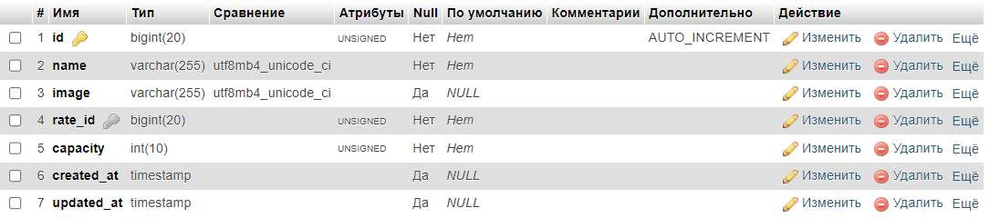 # Имя Тип Сравнение Атрибуты Null По умолчанию Комментарии Дополнительно Действие
1 id bigint(20) UNSIGNED Нет Нет AUTO_INCREMENT Изменить Удалить Ещё
2 name varchar(255) utf8mb4_unicode_ci Нет Нет Изменить Удалить Ещё
3 image varchar(255) utf8mb4_unicode_ci Да NULL Изменить Удалить Ещё
4 rate_id bigint(20) UNSIGNED Нет Нет Изменить Удалить Ещё
5 capacity int(10) UNSIGNED Нет Нет Изменить Удалить Ещё
6 created_at timestamp Да NULL Изменить Удалить Ещё
7 updated_at timestamp Да NULL Изменить Удалить Ещё